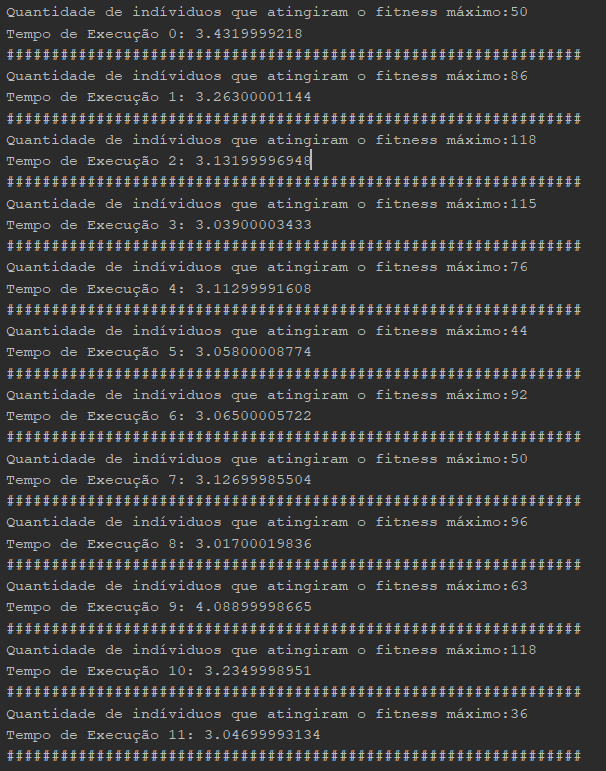 Quantidade de indíviduos que atingiram o fitness máximo:50
Tempo de Execução 0: 3.4319999218
################################################################
Quantidade de indíviduos que atingiram o fitness máximo:86
Tempo de Execução 1: 3.26300001144
################################################################
Quantidade de indíviduos que atingiram o fitness máximo:118
Tempo de Execução 2: 3.13199996948
################################################################
Quantidade de indíviduos que atingiram o fitness máximo:115
Tempo de Execução 3: 3.03900003433
################################################################
Quantidade de indíviduos que atingiram o fitness máximo:76
Tempo de Execução 4: 3.11299991608
################################################################
Quantidade de indíviduos que atingiram o fitness máximo:44
Tempo de Execução 5: 3.05800008774
################################################################
Quantidade de indíviduos que atingiram o fitness máximo:92
Tempo de Execução 6: 3.06500005722
################################################################
Quantidade de indíviduos que atingiram o fitness máximo:50
Tempo de Execução 7: 3.12699985504
################################################################
Quantidade de indíviduos que atingiram o fitness máximo:96
Tempo de Execução 8: 3.01700019836
################################################################
Quantidade de indíviduos que atingiram o fitness máximo:63
Tempo de Execução 9: 4.08899998665
################################################################
Quantidade de indíviduos que atingiram o fitness máximo:118
Tempo de Execução 10: 3.2349998951
################################################################
Quantidade de indíviduos que atingiram o fitness máximo:36
Tempo de Execução 11: 3.04699993134
################################################################